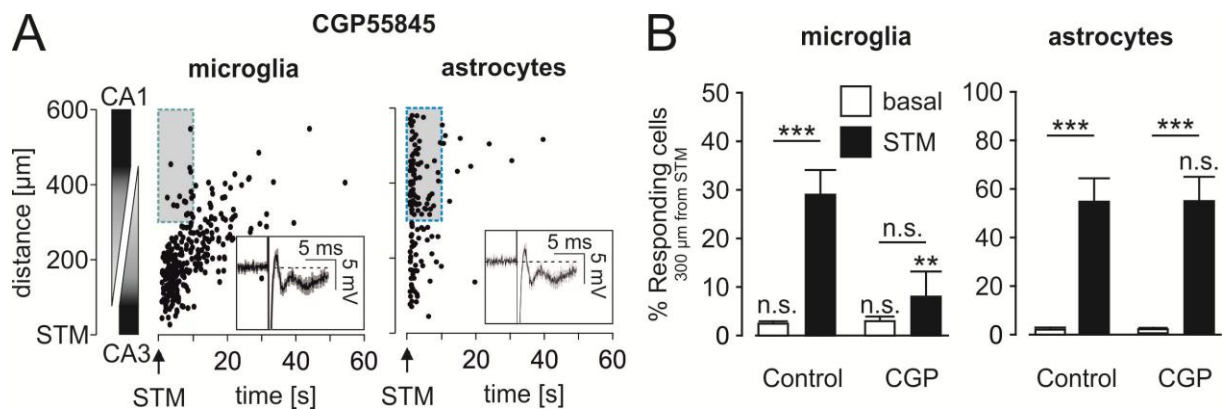 A
CGP55845
microglia
astrocytes
distance [µm]
600
400
200
STM
CA1
CA3
5 ms
5 mV
5 ms
5 mV
20 40 60
20 40 60
STM
time [s]
STM
time [s]
B
microglia
astrocytes
% Responding cells
300 µm from STM
50
40
30
20
10
0
basal
STM
***
n.s.
n.s.
n.s.
**
Control
CGP
100
80
60
40
20
0
***
***
n.s.
Control
CGP